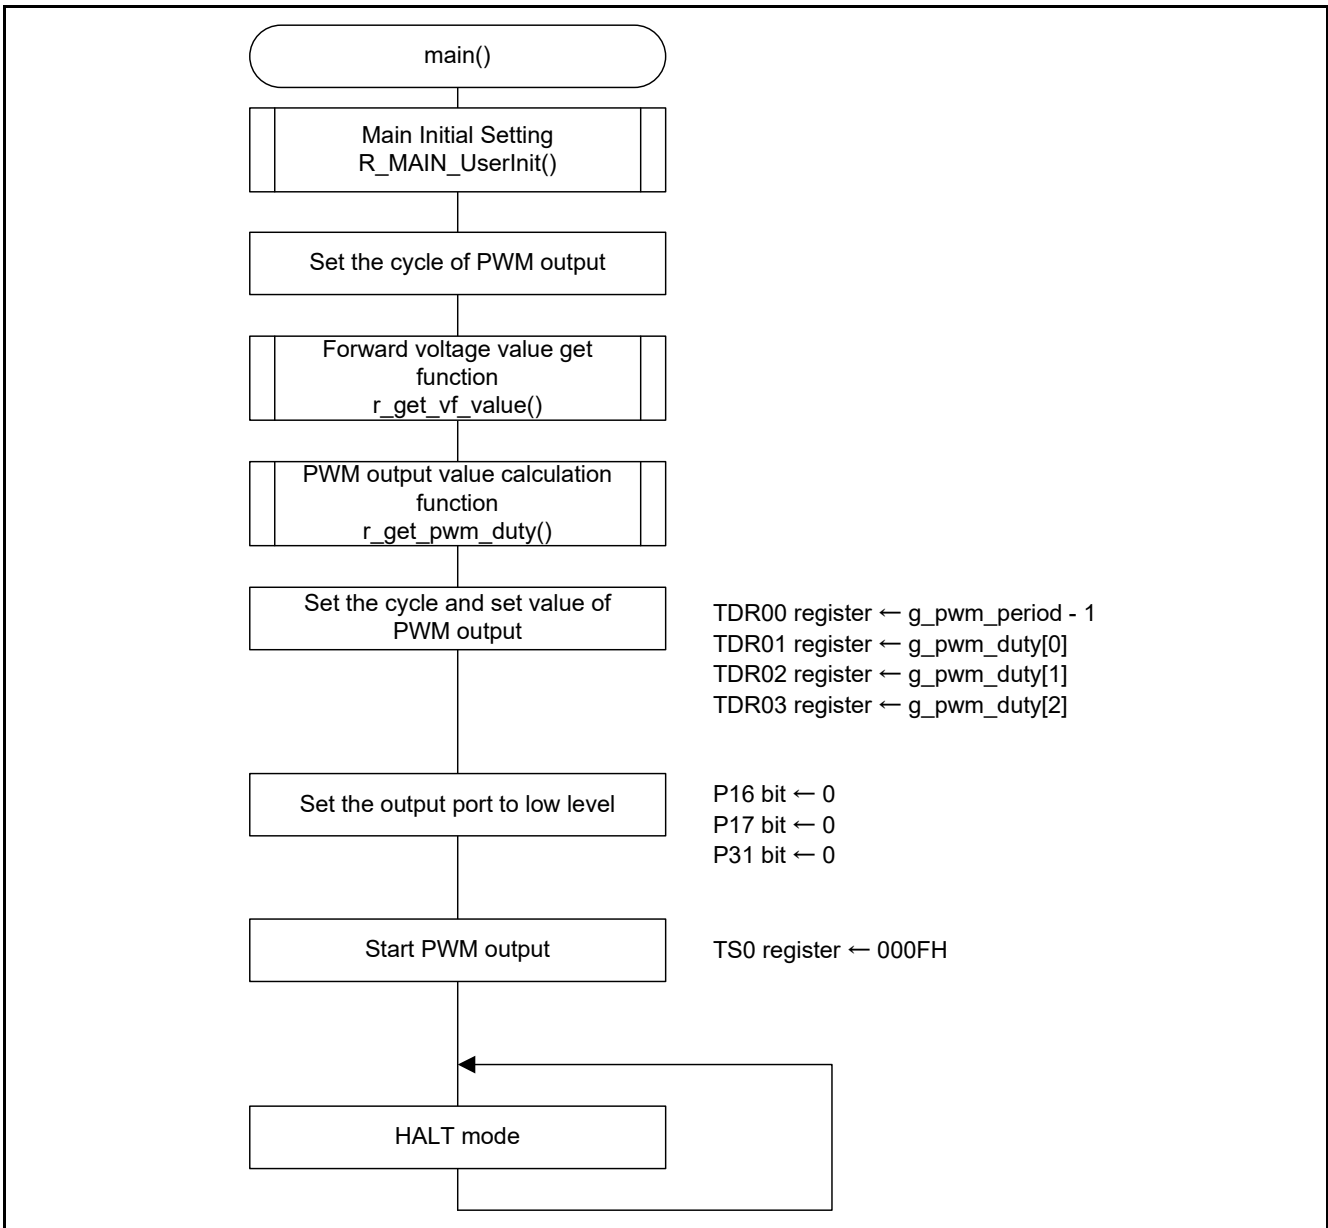 main()
Main Initial Setting
R_MAIN_UserInit()
Set the cycle of PWM output
Forward voltage value get
function
r_get_vf_value()
PWM output value calculation
function
r_get_pwm_duty()
Set the cycle and set value of
PWM output
TDR00 register ← g_pwm_period - 1
TDR01 register ← g_pwm_duty[0]
TDR02 register ← g_pwm_duty[1]
TDR03 register ← g_pwm_duty[2]
Set the output port to low level
P16 bit ← 0
P17 bit ← 0
P31 bit ← 0
Start PWM output
TS0 register ← 000FH
HALT mode